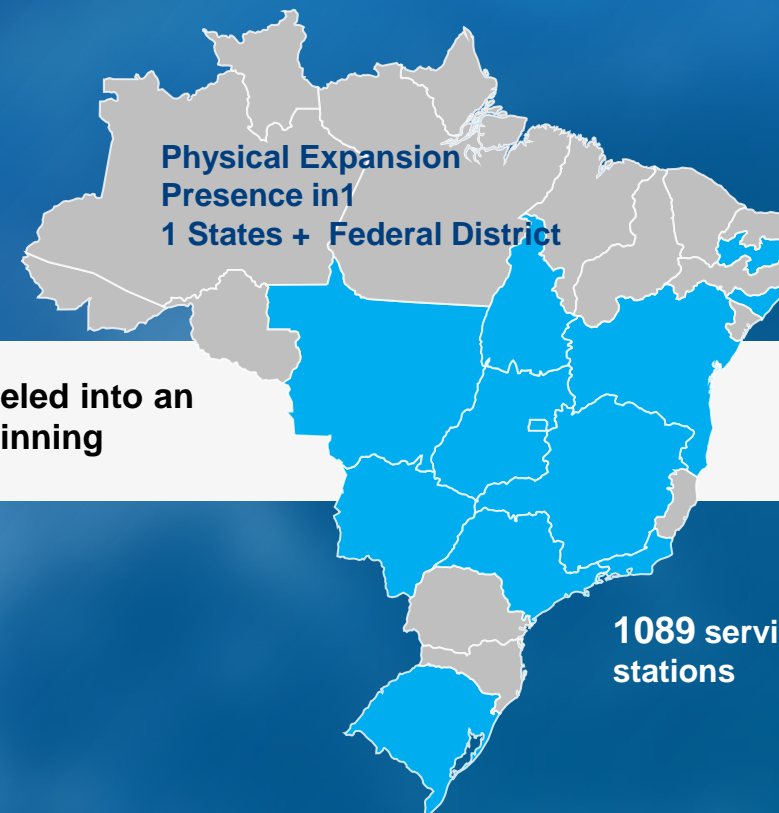 Physical Expansion
Presence in1
1 States + Federal District
eled into an
inning
1089 servi
stations